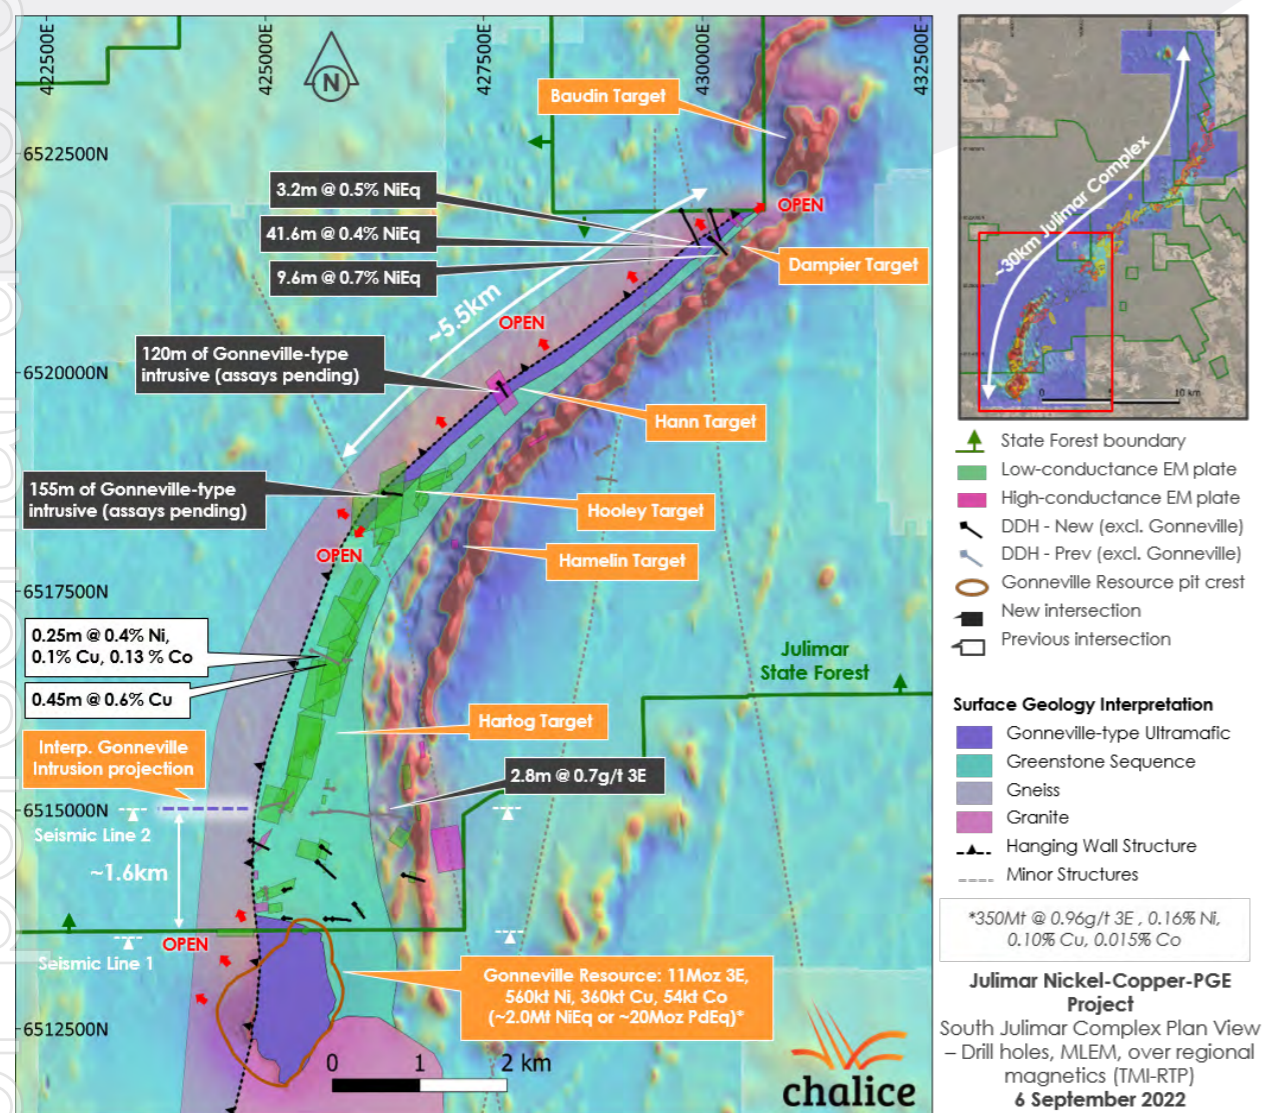 422500E
425000E
427500E
430000E
432500E
N
Baudin Target
6522500N
3.2m @ 0.5% NiEq
41.6m @ 0.4% NiEq
9.6m @ 0.7% NiEq
OPEN
Dampier Target
~5.5km
OPEN
120m of Gonneville-type
intrusive (assays pending)
6520000N
Hann Target
155m of Gonneville-type
intrusive (assays pending)
Hooley Target
OPEN
Hamelin Target
6517500N
0.25m @ 0.4% Ni,
0.1% Cu, 0.13 % Co
0.45m @ 0.6% Cu
Julimar
State Forest
Hartog Target
Interp. Gonneville
Intrusion projection
2.8m @ 0.7g/t 3E
6515000N
Seismic Line 2
~1.6km
OPEN
Seismic Line 1
Gonneville Resource: 11Moz 3E,
560kt Ni, 360kt Cu, 54kt Co
(~2.0Mt NiEq or ~20Moz PdEq)*
6512500N
0 1 2 km
chalice
~30km Julimar Complex
0 5 10 km
State Forest boundary
Low-conductance EM plate
High-conductance EM plate
DDH - New (excl. Gonneville)
DDH - Prev (excl. Gonneville)
Gonneville Resource pit crest
New intersection
Previous intersection
Surface Geology Interpretation
Gonneville-type Ultramafic
Greenstone Sequence
Gneiss
Granite
Hanging Wall Structure
Minor Structures
*350Mt @ 0.96g/t 3E , 0.16% Ni,
0.10% Cu, 0.015% Co
Julimar Nickel-Copper-PGE
Project
South Julimar Complex Plan View
– Drill holes, MLEM, over regional
magnetics (TMI-RTP)
6 September 2022